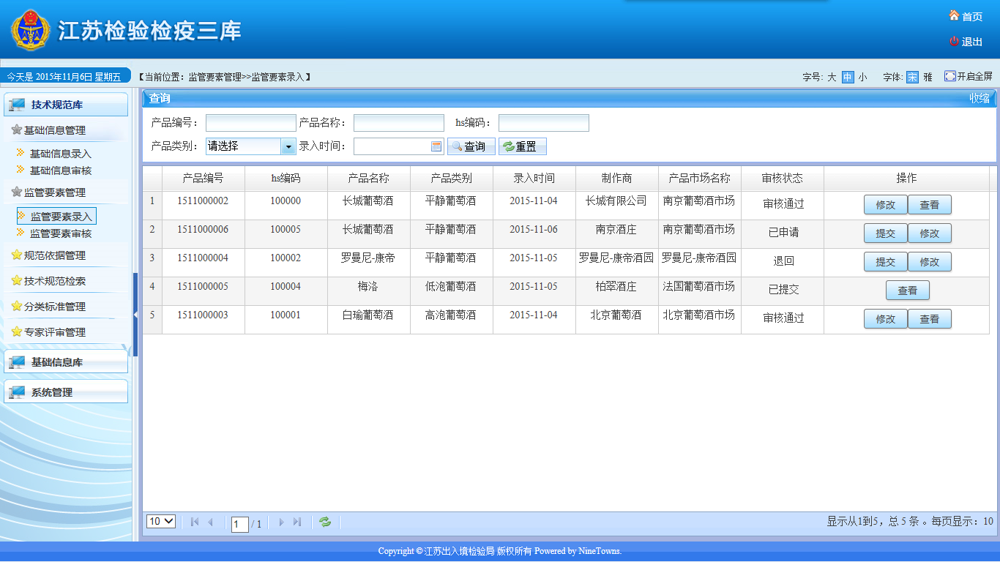 江苏检验检疫三库
首页
退出
今天是 2015年11月6日 星期五
【当前位置：监管要素管理>>监管要素录入】
字号: 大 中 小 字体: 宋 雅 开启全屏
技术规范库
基础信息管理
基础信息录入
基础信息审核
监管要素管理
监管要素录入
监管要素审核
规范依据管理
技术规范检索
分类标准管理
专家评审管理
基础信息库
系统管理
查询 收缩
产品编号： 产品名称： hs编码：
产品类别： 请选择 录入时间： 查询 重置
产品编号 hs编码 产品名称 产品类别 录入时间 制作商 产品市场名称 审核状态 操作
1 1511000002 100000 长城葡萄酒 平静葡萄酒 2015-11-04 长城有限公司 南京葡萄酒市场 审核通过 修改 查看
2 1511000006 100005 长城葡萄酒 平静葡萄酒 2015-11-06 南京酒庄 南京葡萄酒市场 已申请 提交 修改
3 1511000004 100002 罗曼尼-康帝 平静葡萄酒 2015-11-05 罗曼尼-康帝酒园 罗曼尼-康帝酒园 退回 提交 修改
4 1511000005 100004 梅洛 低泡葡萄酒 2015-11-05 柏翠酒庄 法国葡萄酒市场 已提交 查看
5 1511000003 100001 白瑜葡萄酒 高泡葡萄酒 2015-11-04 北京葡萄酒 北京葡萄酒市场 审核通过 修改 查看
10 1 / 1 显示从1到5，总 5 条 。每页显示：10
Copyright © 江苏出入境检验局 版权所有 Powered by NineTowns.